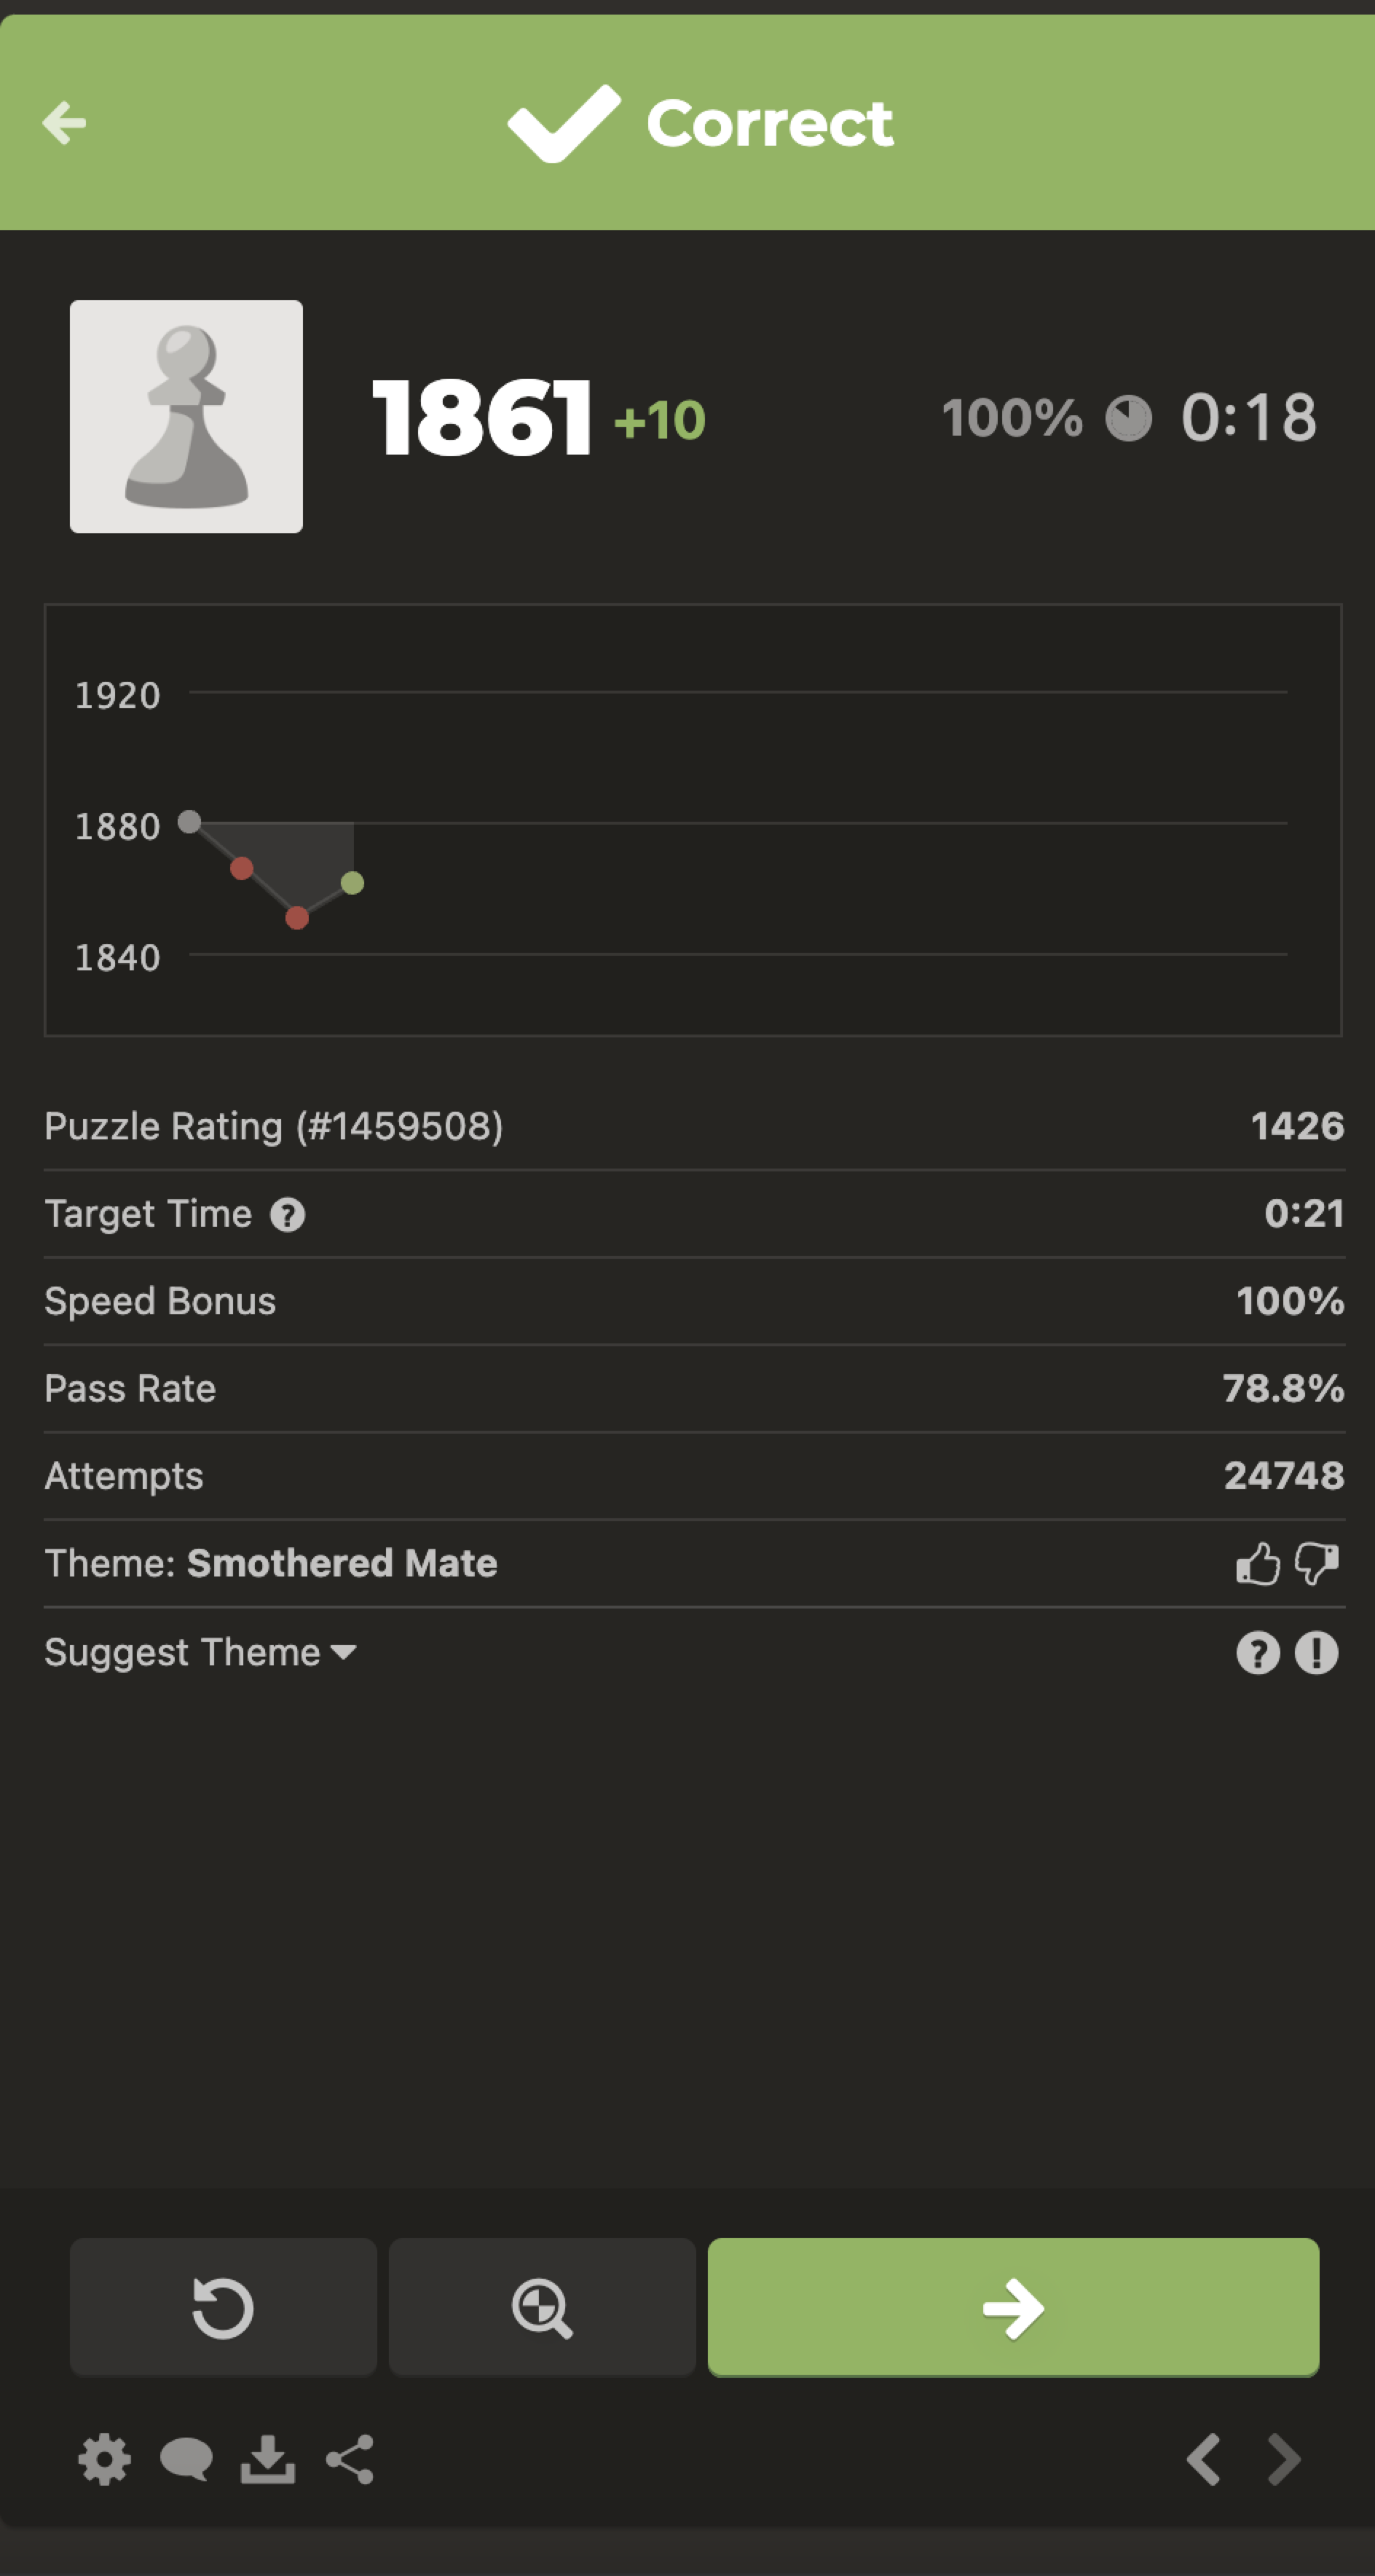 Correct
1861 +10 100% 0:18
1920
1880
1840
Puzzle Rating (#1459508) 1426
Target Time ? 0:21
Speed Bonus 100%
Pass Rate 78.8%
Attempts 24748
Theme: Smothered Mate
Suggest Theme ? !